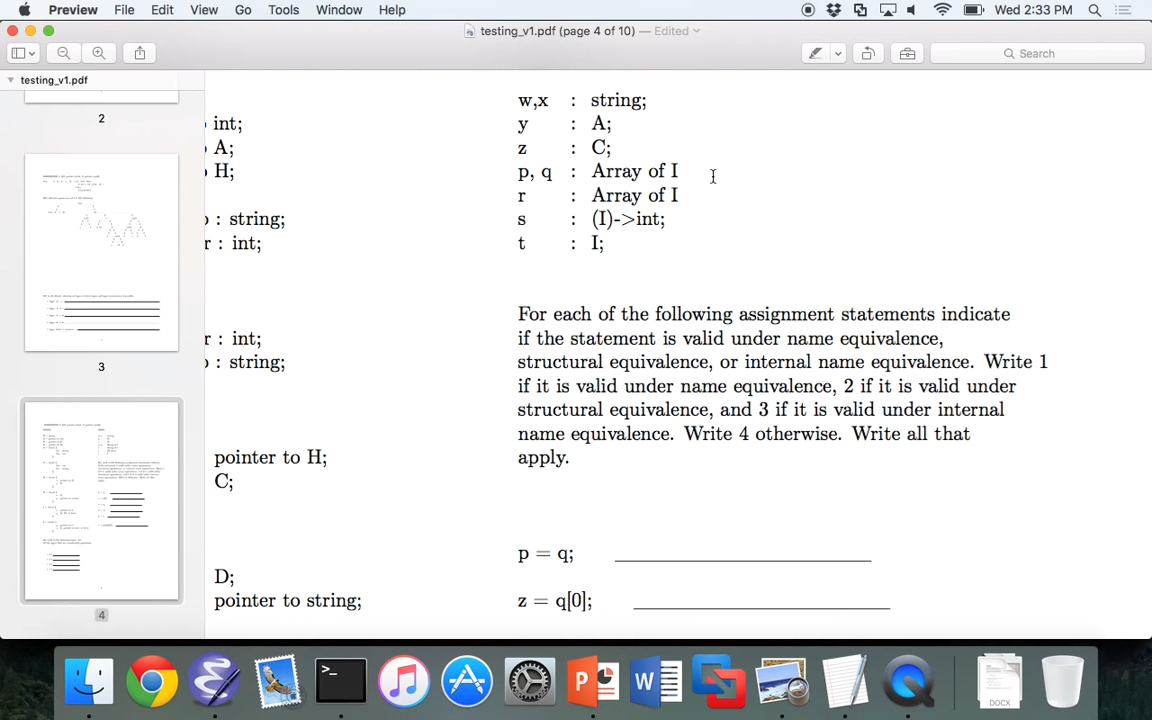 Preview File Edit View Go Tools Window Help Wed 2:33 PM
testing_v1.pdf (page 4 of 10) — Edited
Search
testing_v1.pdf
2
3
4
w,x : string;
int; y : A;
A; z : C;
H; p, q : Array of I
r : Array of I
: string; s : (I)->int;
r : int; t : I;
For each of the following assignment statements indicate
r : int; if the statement is valid under name equivalence,
: string; structural equivalence, or internal name equivalence. Write 1
if it is valid under name equivalence, 2 if it is valid under
structural equivalence, and 3 if it is valid under internal
name equivalence. Write 4 otherwise. Write all that
pointer to H; apply.
C;
p = q;
D;
pointer to string; z = q[0];
DOCX